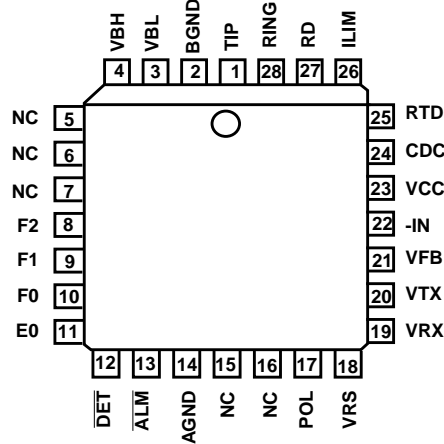 VBH VBL BGND TIP RING RD ILIM
4 3 2 1 28 27 26
NC 5
NC 6
NC 7
F2 8
F1 9
F0 10
E0 11
25 RTD
24 CDC
23 VCC
22 -IN
21 VFB
20 VTX
19 VRX
12 13 14 15 16 17 18
DET ALM AGND NC NC POL VRS